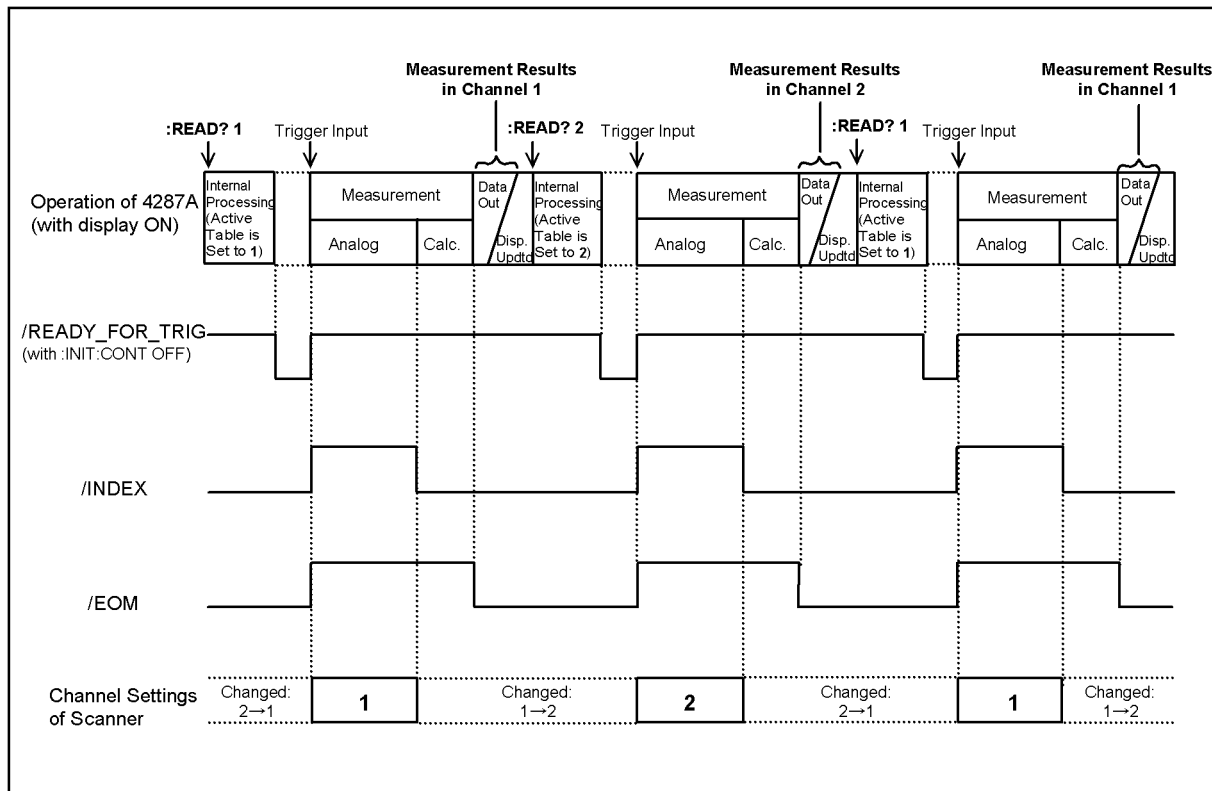 Measurement Results
in Channel 1
Measurement Results
in Channel 2
Measurement Results
in Channel 1
:READ? 1
Trigger Input
:READ? 2
Trigger Input
:READ? 1
Trigger Input
Operation of 4287A
(with display ON)
Internal
Processing
(Active
Table is
Set to 1)
Measurement
Analog
Calc.
Data
Out
Disp.
Updtd
Internal
Processing
(Active
Table is
Set to 2)
Measurement
Analog
Calc.
Data
Out
Disp.
Updtd
Internal
Processing
(Active
Table is
Set to 1)
Measurement
Analog
Calc.
Data
Out
Disp.
Updtd
/READY_FOR_TRIG
(with :INIT:CONT OFF)
/INDEX
/EOM
Channel Settings
of Scanner
Changed:
2→1
1
Changed:
1→2
2
Changed:
2→1
1
Changed:
1→2